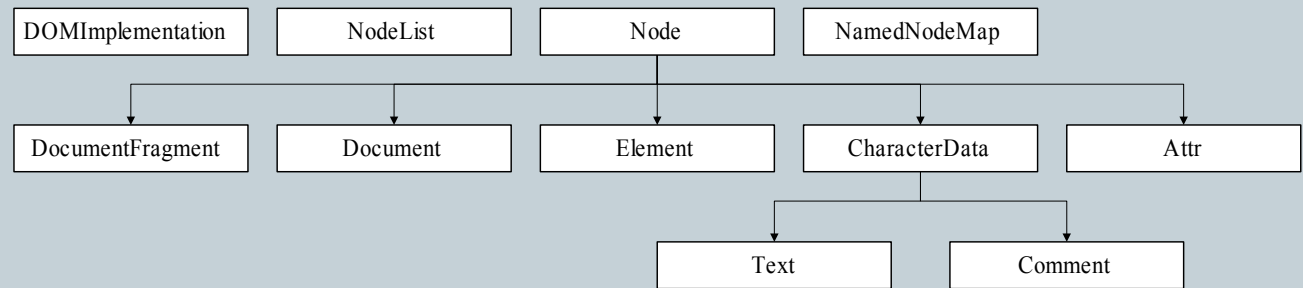 DOMImplementation
NodeList
Node
NamedNodeMap
DocumentFragment
Document
Element
CharacterData
Attr
Text
Comment